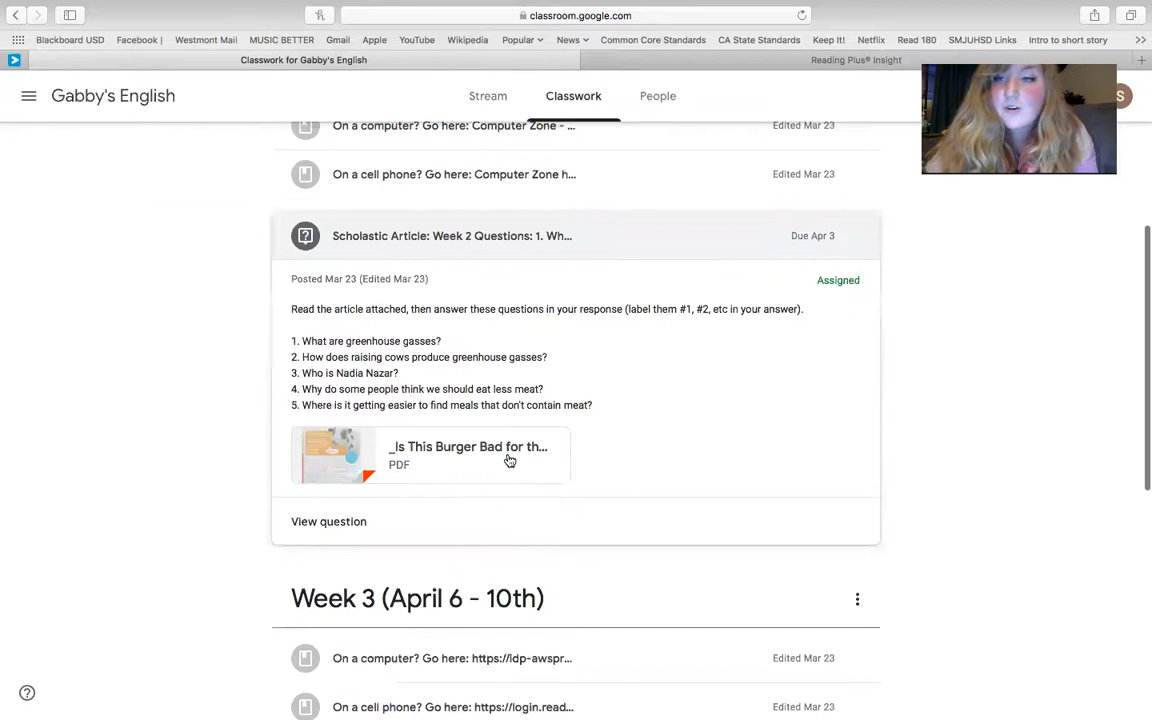 classroom.google.com
Blackboard USD Facebook | Westmont Mail MUSIC BETTER Gmail Apple YouTube Wikipedia Popular News Common Core Standards CA State Standards Keep It! Netflix Read 180 SMJUHSD Links Intro to short story >>
Classwork for Gabby's English Reading Plus® Insight
Gabby's English Stream Classwork People S
On a computer? Go here: Computer Zone - ... Edited Mar 23
On a cell phone? Go here: Computer Zone h... Edited Mar 23
Scholastic Article: Week 2 Questions: 1. Wh... Due Apr 3
Posted Mar 23 (Edited Mar 23) Assigned
Read the article attached, then answer these questions in your response (label them #1, #2, etc in your answer).
1. What are greenhouse gasses?
2. How does raising cows produce greenhouse gasses?
3. Who is Nadia Nazar?
4. Why do some people think we should eat less meat?
5. Where is it getting easier to find meals that don't contain meat?
_Is This Burger Bad for th...
PDF
View question
Week 3 (April 6 - 10th)
On a computer? Go here: https://idp-awspr... Edited Mar 23
On a cell phone? Go here: https://login.read... Edited Mar 23